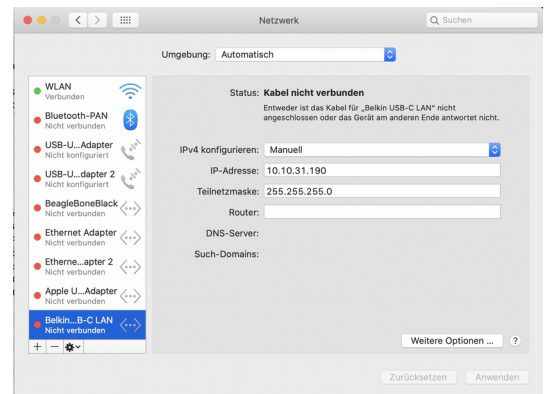 Netzwerk
Suchen
Umgebung: Automatisch
WLAN
Verbunden
Bluetooth-PAN
Nicht verbunden
USB-U...Adapter
Nicht konfiguriert
USB-U...dapter 2
Nicht konfiguriert
BeagleBoneBlack
Nicht verbunden
Ethernet Adapter
Nicht verbunden
Etherne...apter 2
Nicht verbunden
Apple U...Adapter
Nicht verbunden
Belkin...B-C LAN
Nicht verbunden
Status: Kabel nicht verbunden
Entweder ist das Kabel für „Belkin USB-C LAN“ nicht
angeschlossen oder das Gerät am anderen Ende antwortet nicht.
IPv4 konfigurieren: Manuell
IP-Adresse: 10.10.31.190
Teilnetzmaske: 255.255.255.0
Router:
DNS-Server:
Such-Domains:
Weitere Optionen ... ?
Zurücksetzen Anwenden